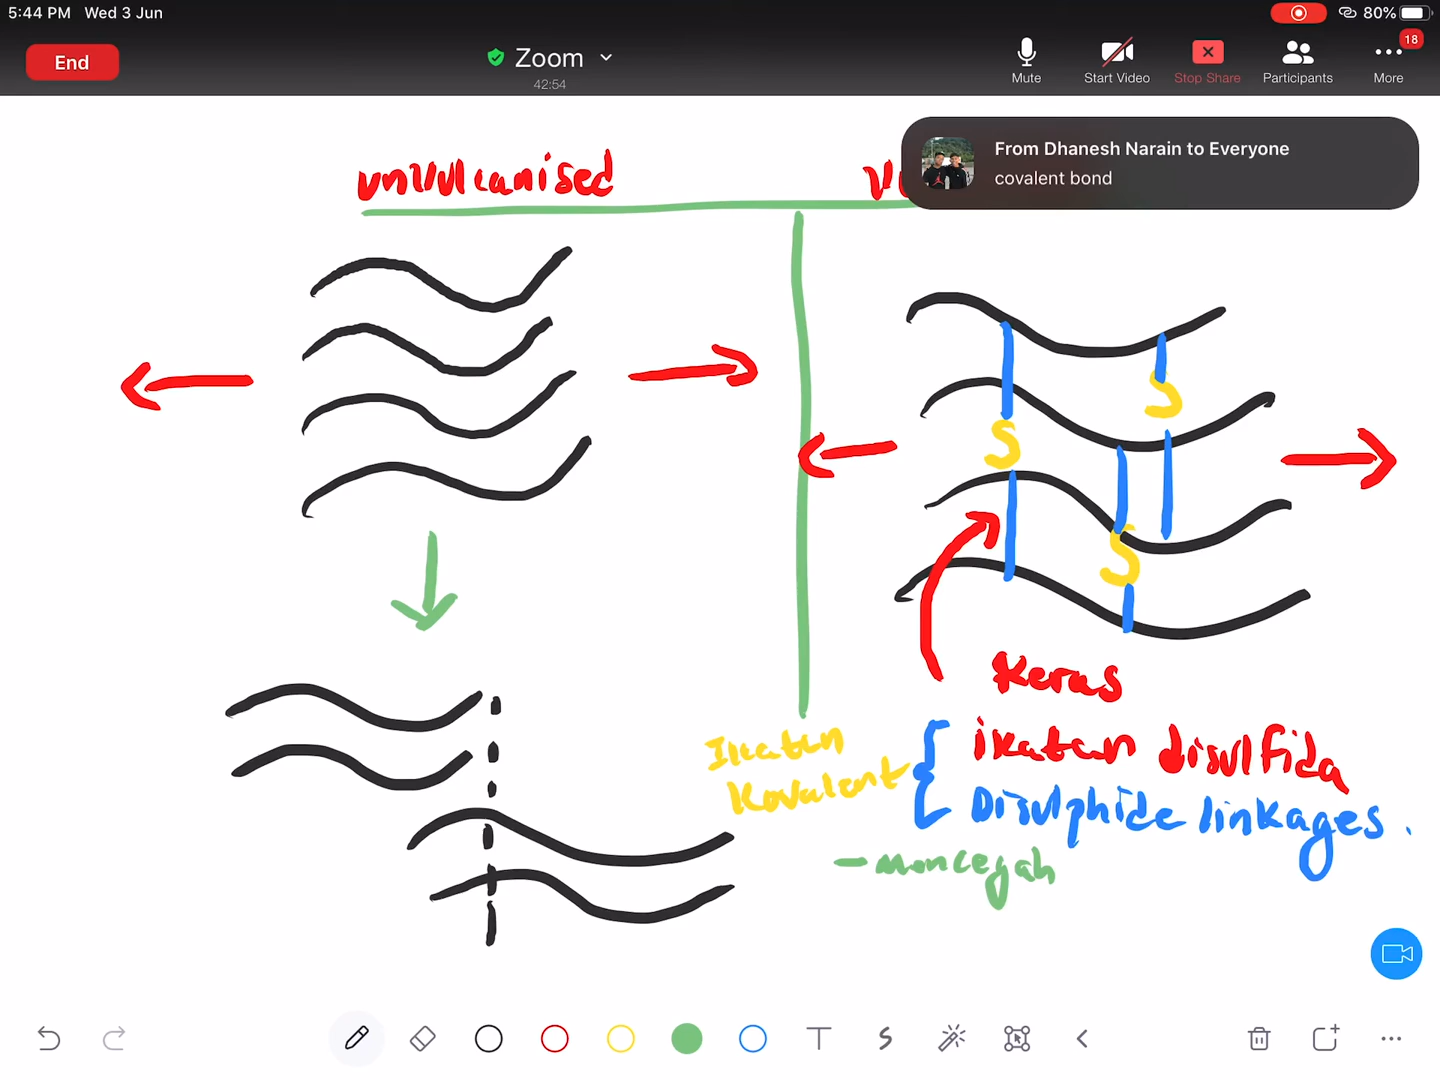 5:44 PM Wed 3 Jun
80%
End
Zoom
42:54
Mute
Start Video
Stop Share
Participants
More
18
From Dhanesh Narain to Everyone
covalent bond
unvulcanised
S
S
S
Keras
Ikatan
Kovalent
ikatan disulfida
Disulphide linkages.
- mencegah